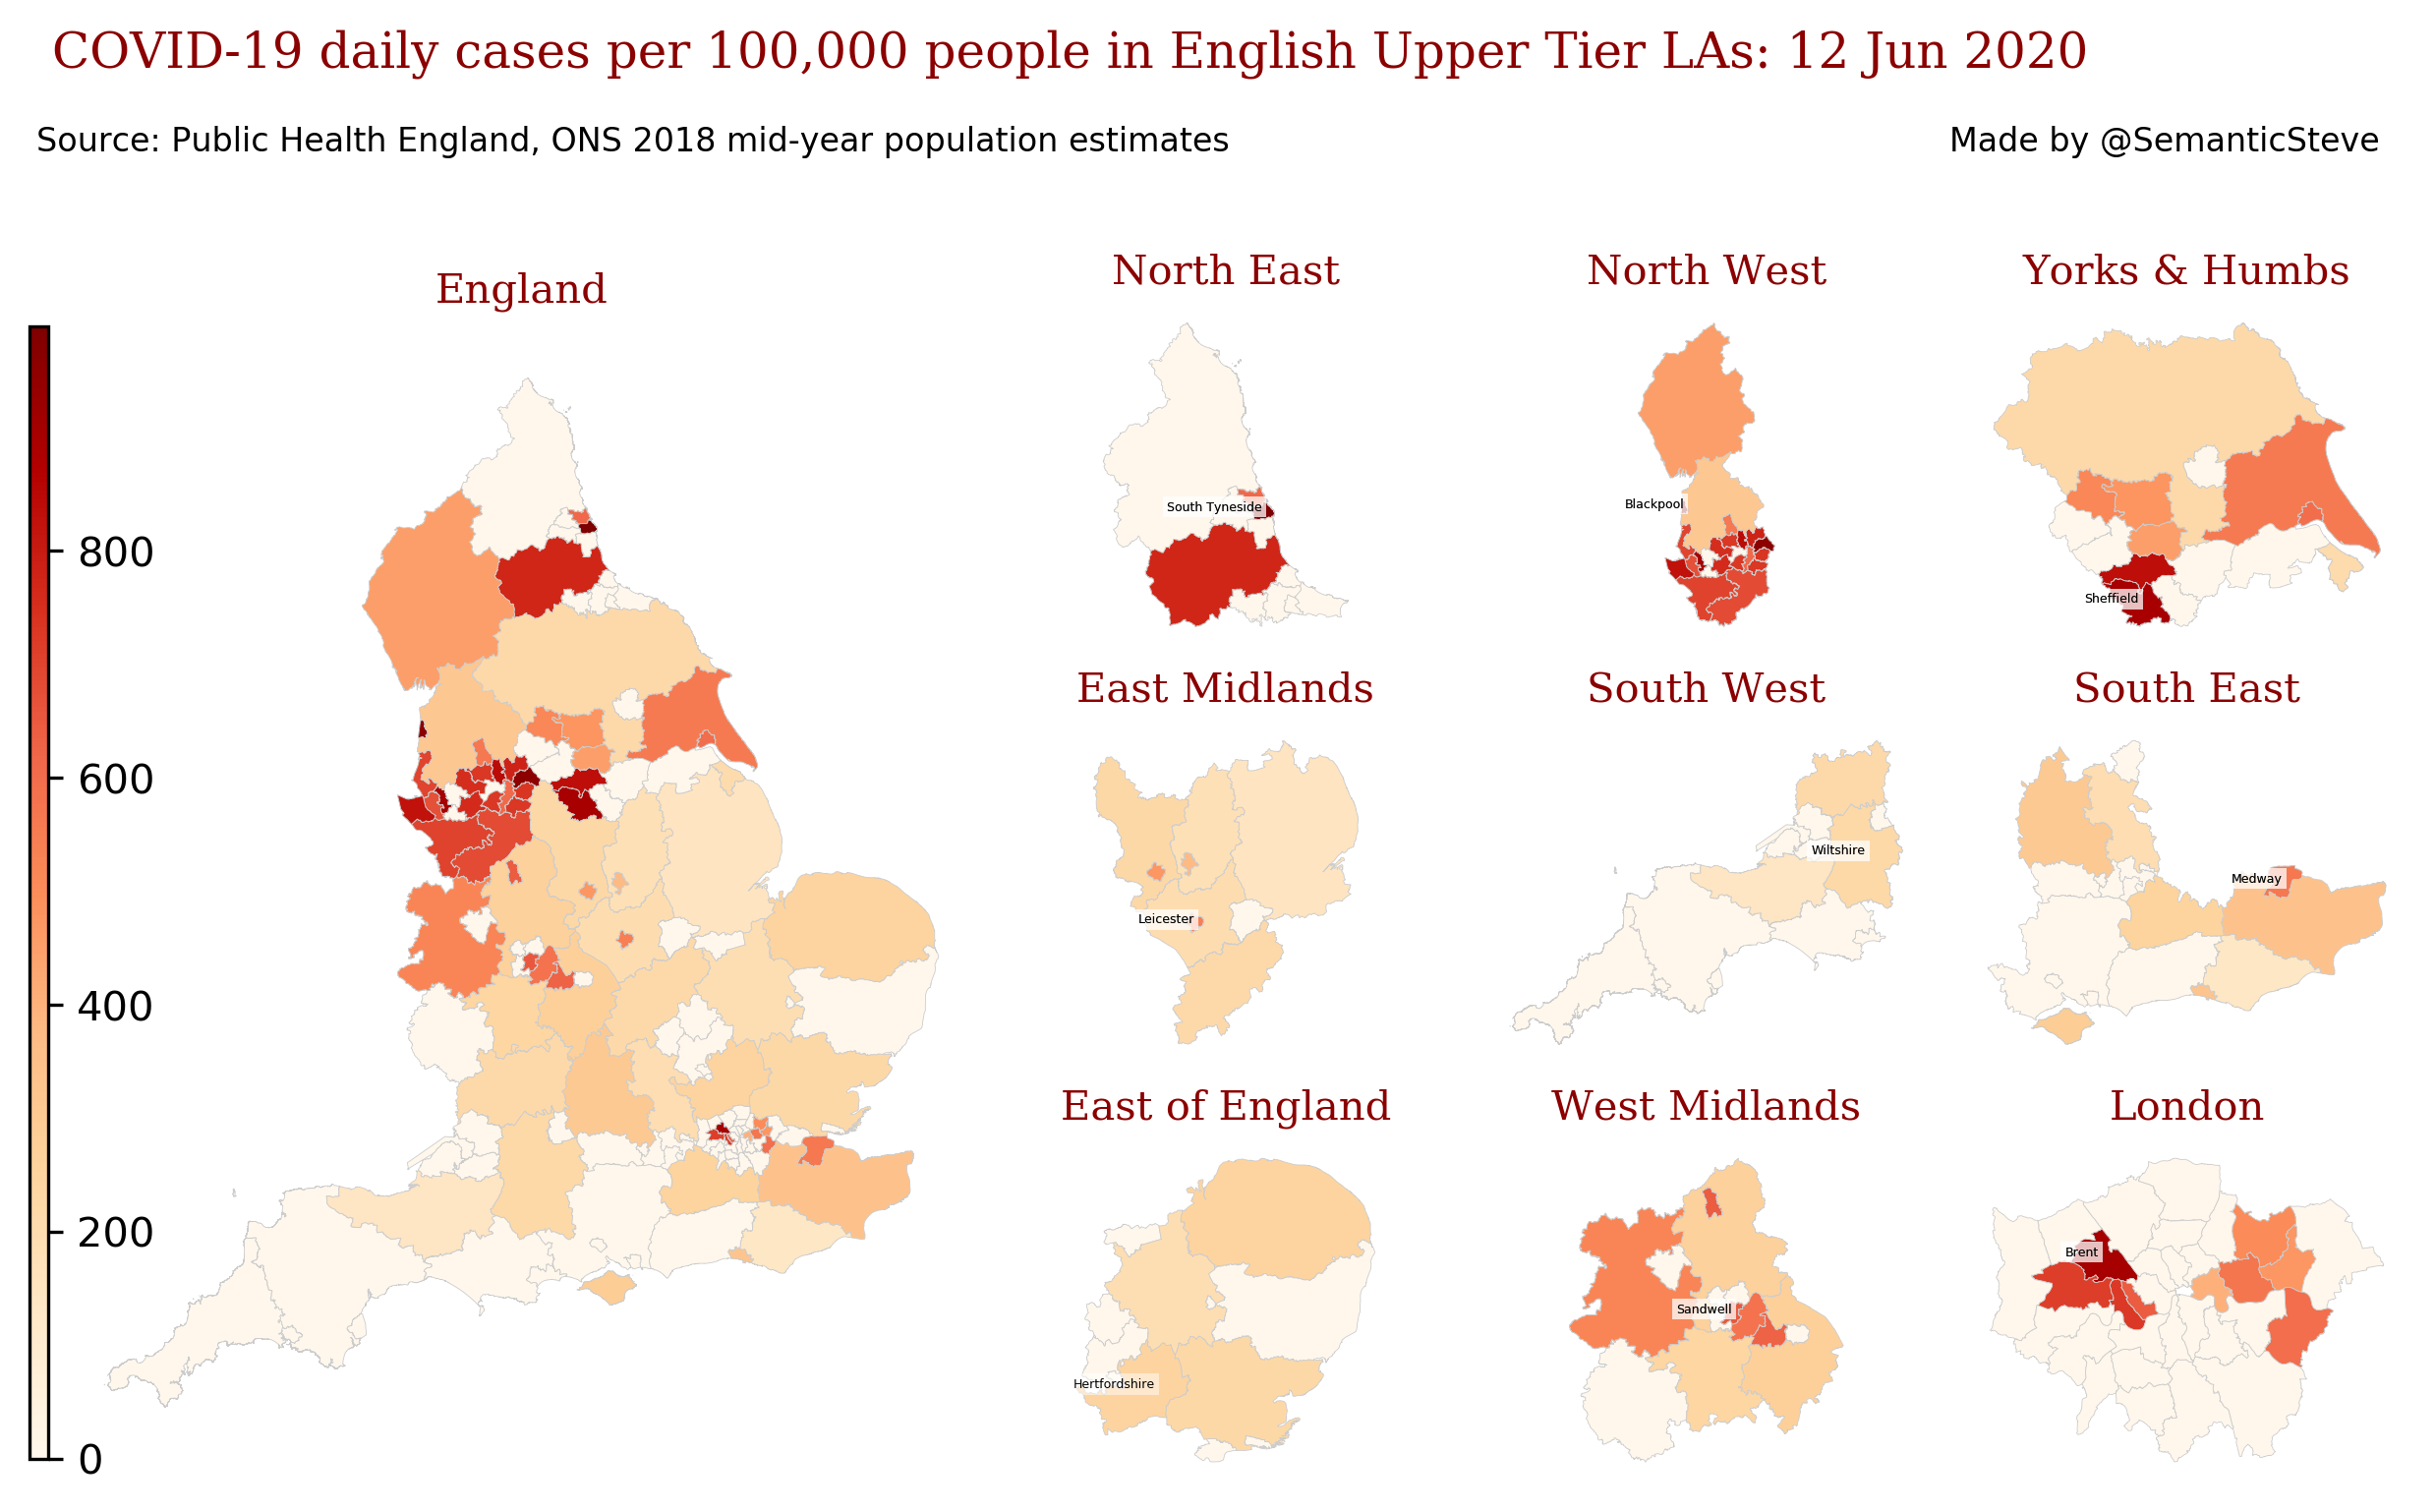 COVID-19 daily cases per 100,000 people in English Upper Tier LAs: 12 Jun 2020
Source: Public Health England, ONS 2018 mid-year population estimates
Made by @SemanticSteve
England
800
600
400
200
0
North East
South Tyneside
North West
Blackpool
Yorks & Humbs
Sheffield
East Midlands
Leicester
South West
Wiltshire
South East
Medway
East of England
Hertfordshire
West Midlands
Sandwell
London
Brent